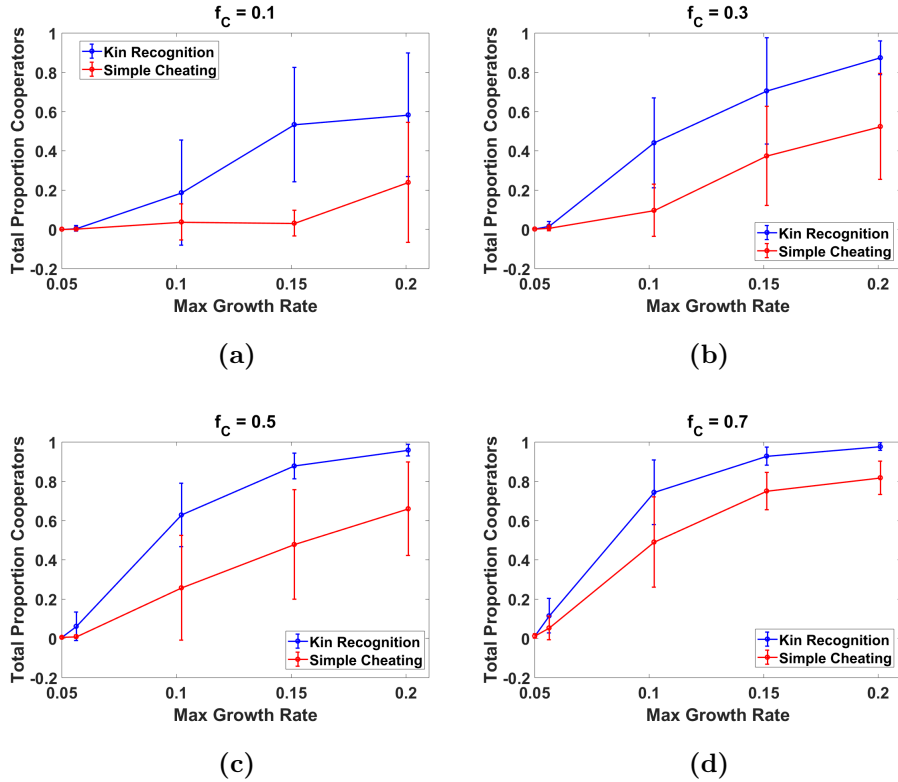 f_C = 0.1
Total Proportion Cooperators
1
0.8
0.6
0.4
0.2
0
-0.2
Kin Recognition
Simple Cheating
0.05 0.1 0.15 0.2
Max Growth Rate
(a)
f_C = 0.3
Total Proportion Cooperators
1
0.8
0.6
0.4
0.2
0
-0.2
Kin Recognition
Simple Cheating
0.05 0.1 0.15 0.2
Max Growth Rate
(b)
f_C = 0.5
Total Proportion Cooperators
1
0.8
0.6
0.4
0.2
0
-0.2
Kin Recognition
Simple Cheating
0.05 0.1 0.15 0.2
Max Growth Rate
(c)
f_C = 0.7
Total Proportion Cooperators
1
0.8
0.6
0.4
0.2
0
-0.2
Kin Recognition
Simple Cheating
0.05 0.1 0.15 0.2
Max Growth Rate
(d)